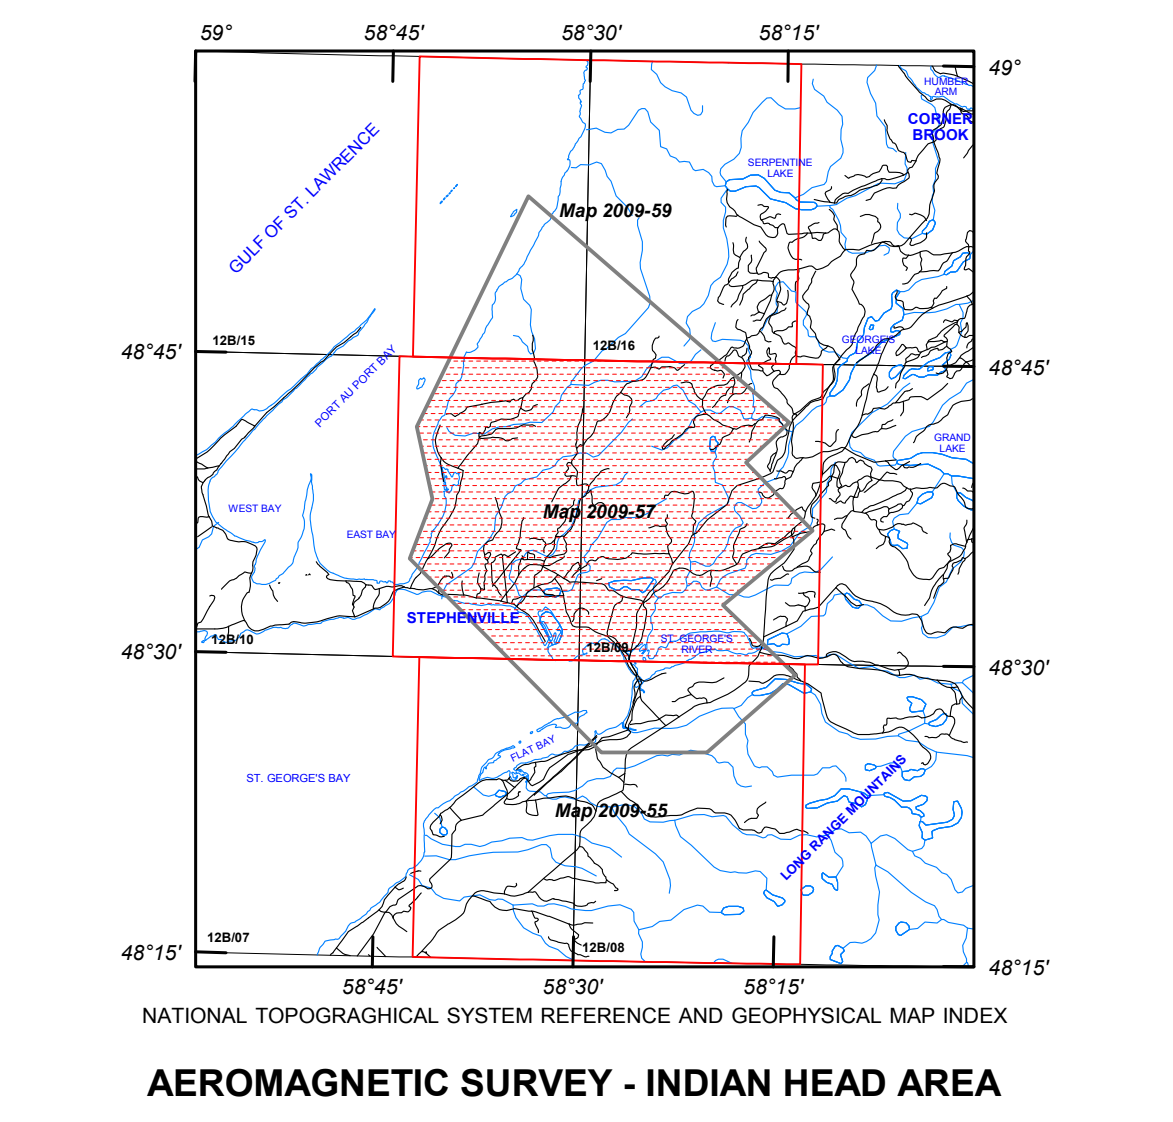 59°
58°45'
58°30'
58°15'
49°
HUMBER
ARM
CORNER
BROOK
GULF OF ST. LAWRENCE
SERPENTINE
LAKE
Map 2009-59
12B/15
12B/16
GEORGE'S
LAKE
48°45'
48°45'
PORT AU PORT BAY
GRAND
LAKE
WEST BAY
Map 2009-57
EAST BAY
STEPHENVILLE
12B/10
12B/09
ST. GEORGE'S
RIVER
48°30'
48°30'
FLAT BAY
ST. GEORGE'S BAY
LONG RANGE MOUNTAINS
Map 2009-55
12B/07
12B/08
48°15'
48°15'
58°45'
58°30'
58°15'
NATIONAL TOPOGRAGHICAL SYSTEM REFERENCE AND GEOPHYSICAL MAP INDEX
AEROMAGNETIC SURVEY - INDIAN HEAD AREA